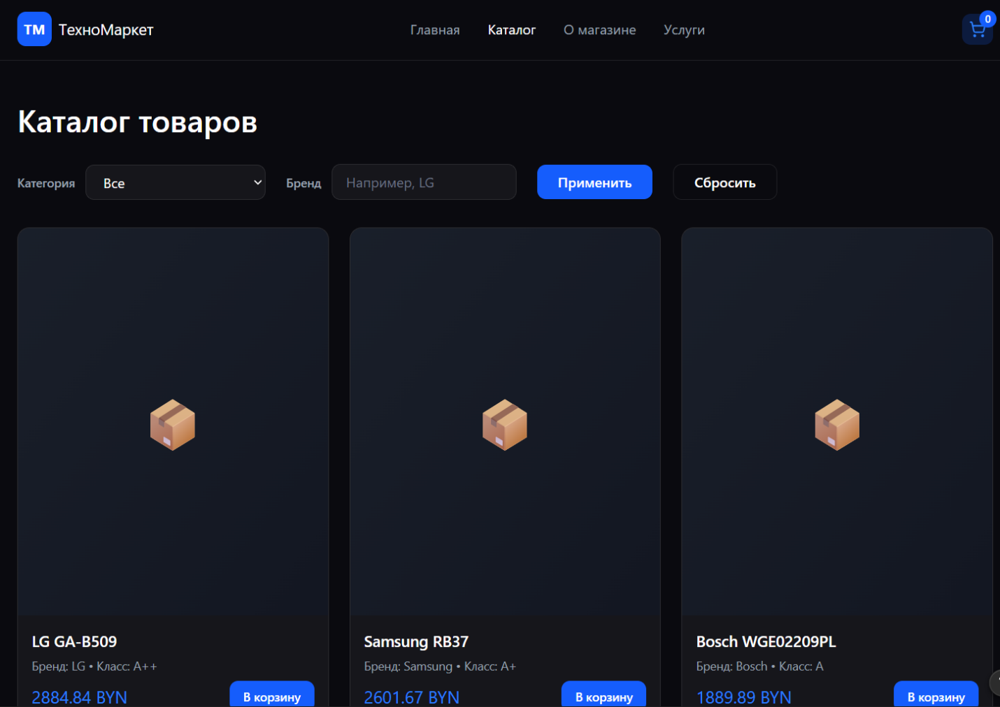 TM ТехноМаркет Главная Каталог О магазине Услуги 0
Каталог товаров
Категория Все Бренд Например, LG Применить Сбросить
LG GA-B509
Бренд: LG • Класс: A++
2884.84 BYN В корзину
Samsung RB37
Бренд: Samsung • Класс: A+
2601.67 BYN В корзину
Bosch WGE02209PL
Бренд: Bosch • Класс: A
1889.89 BYN В корзину